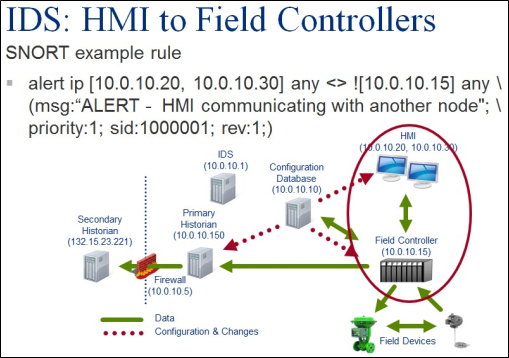 IDS: HMI to Field Controllers
SNORT example rule
alert ip [10.0.10.20, 10.0.10.30] any <> ![10.0.10.15] any \
(msg:“ALERT - HMI communicating with another node"; \
priority:1; sid:1000001; rev:1;)
HMI
(10.0.10.20, 10.0.10.30)
IDS
(10.0.10.1)
Configuration
Database
(10.0.10.10)
Secondary
Historian
(132.15.23.221)
Primary
Historian
(10.0.10.150
Field Controller
(10.0.10.15)
Firewall
(10.0.10.5)
Data
Configuration & Changes
Field Devices